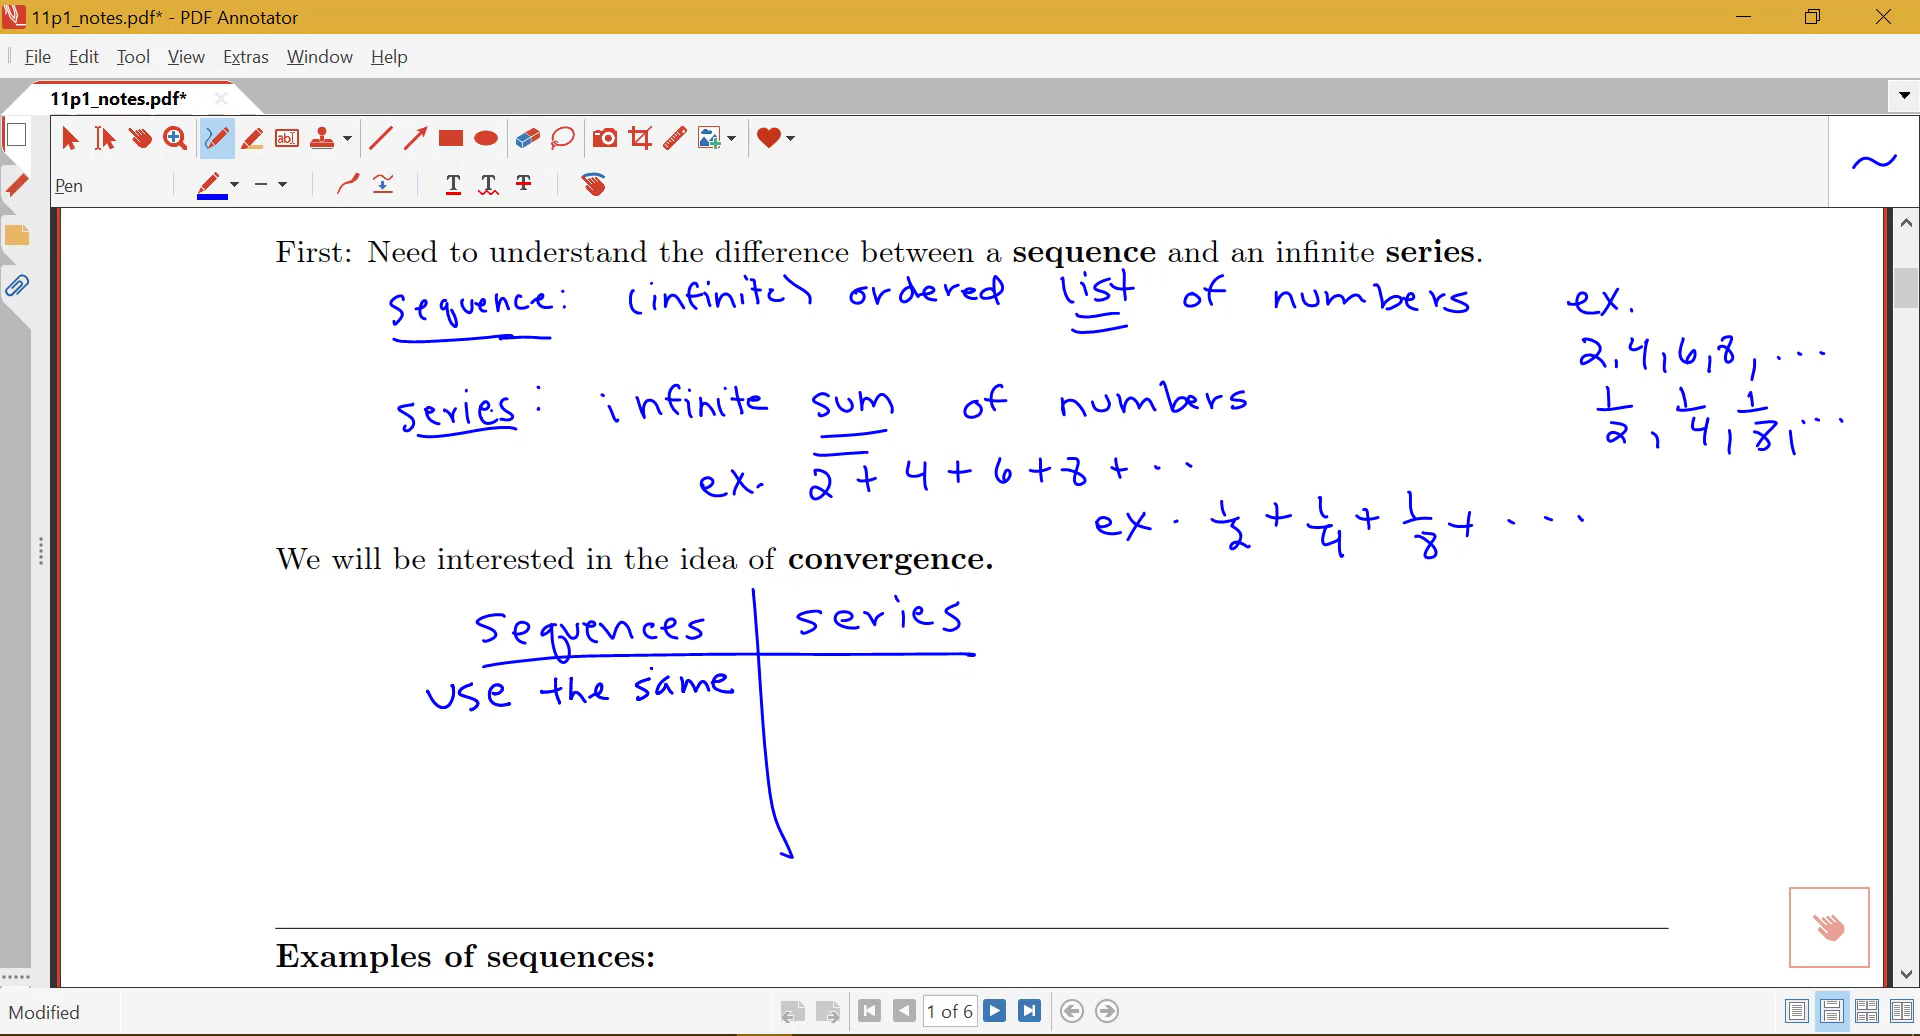 11p1_notes.pdf* - PDF Annotator
File Edit Tool View Extras Window Help
11p1_notes.pdf*
Pen
First: Need to understand the difference between a sequence and an infinite series.
sequence: (infinite) ordered list of numbers
ex.
2, 4, 6, 8, ...
1/2, 1/4, 1/8, ...
series: infinite sum of numbers
ex. 2 + 4 + 6 + 8 + ...
ex. 1/2 + 1/4 + 1/8 + ...
We will be interested in the idea of convergence.
sequences series
use the same
Examples of sequences:
Modified
1 of 6